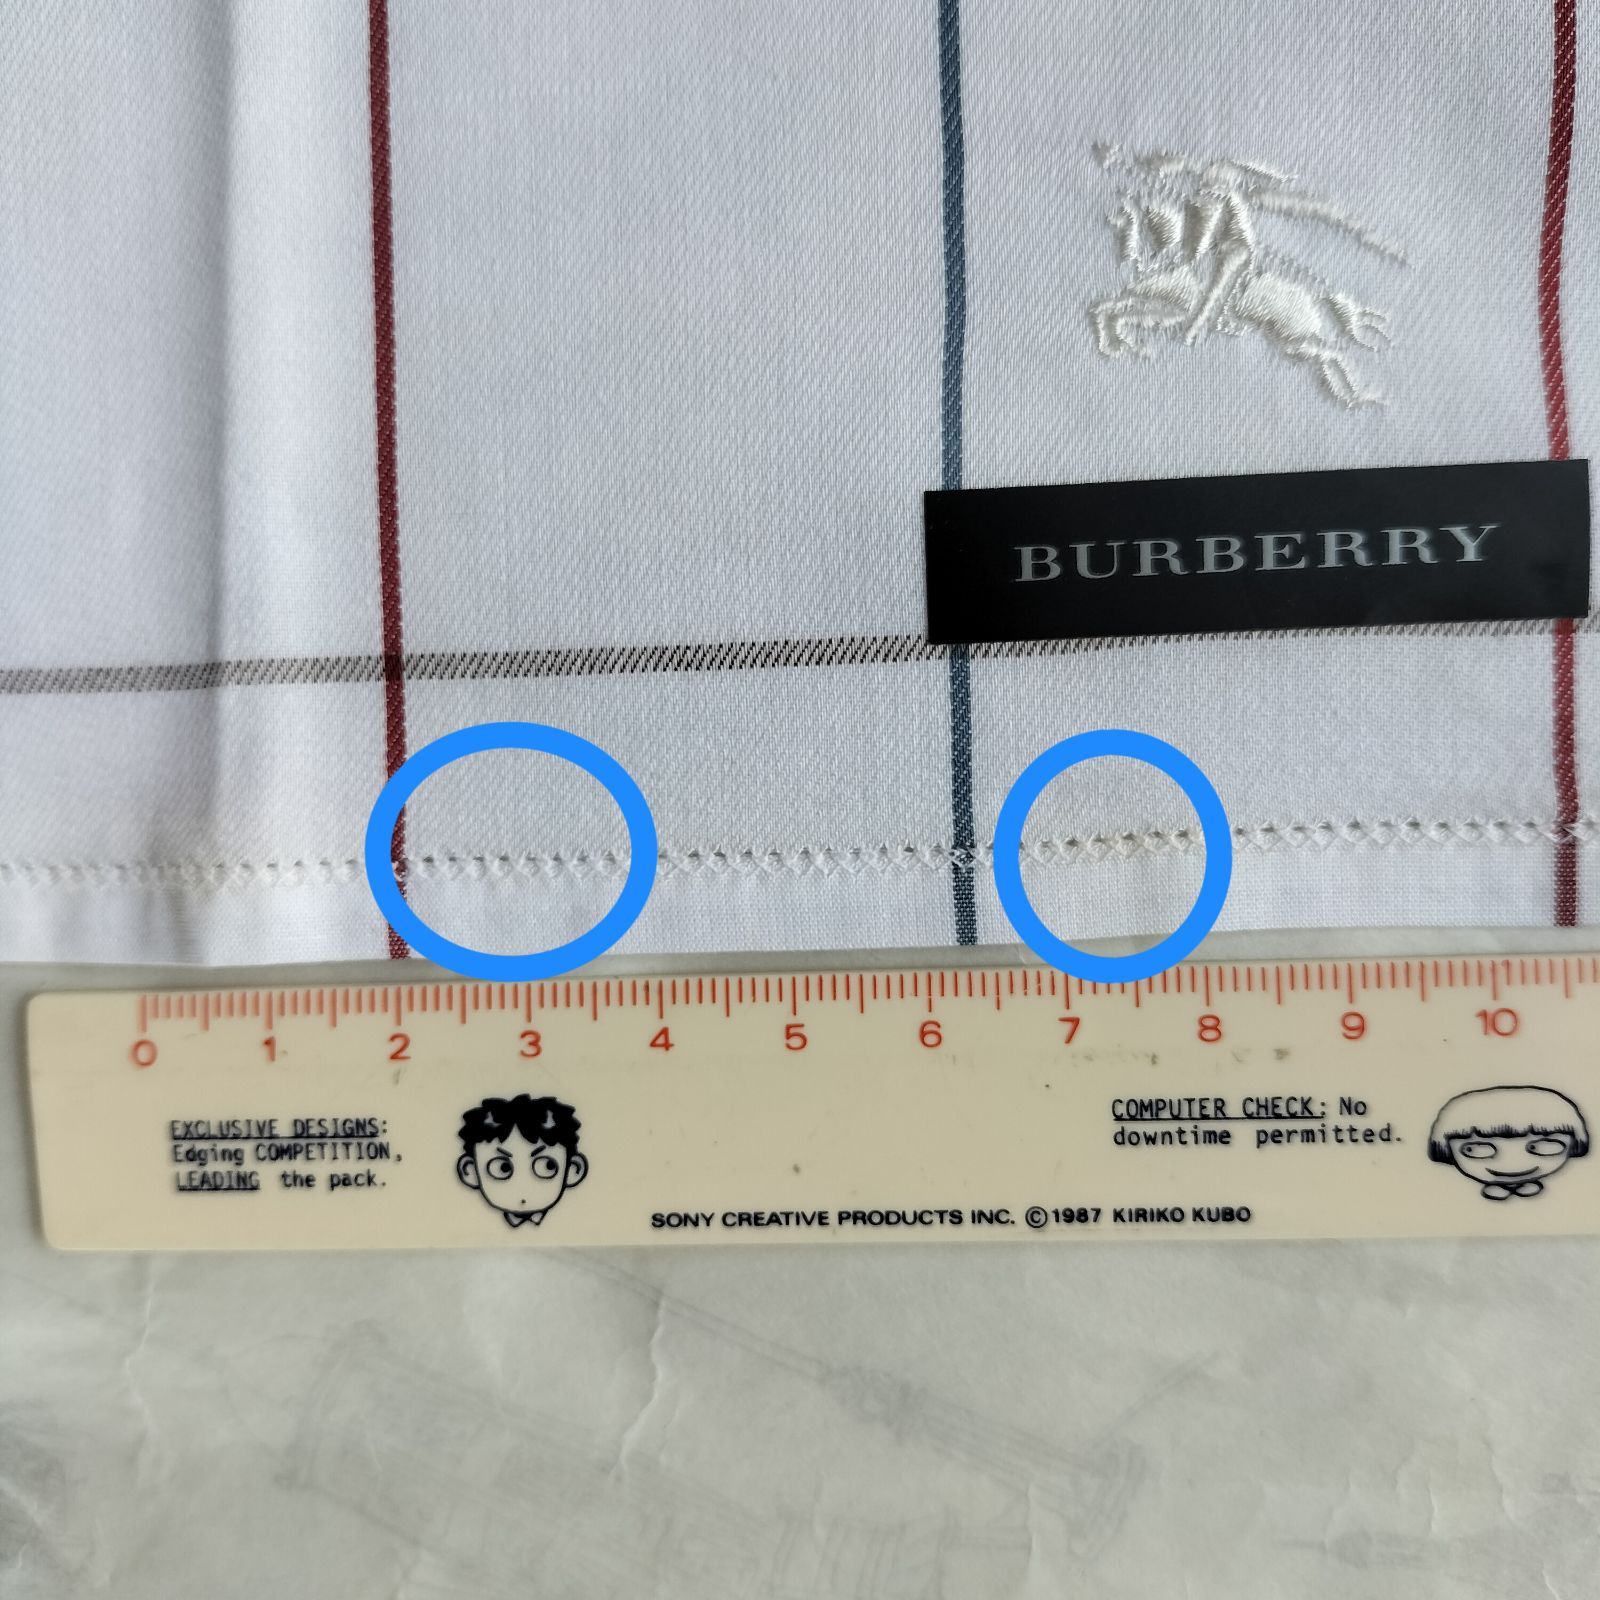 BURBERRY
0 1 2 3 4 5 6 7 8 9 10
EXCLUSIVE DESIGNS:
Edging COMPETITION,
LEADING the pack.
COMPUTER CHECK: No
downtime permitted.
SONY CREATIVE PRODUCTS INC. ©1987 KIRIKO KUBO